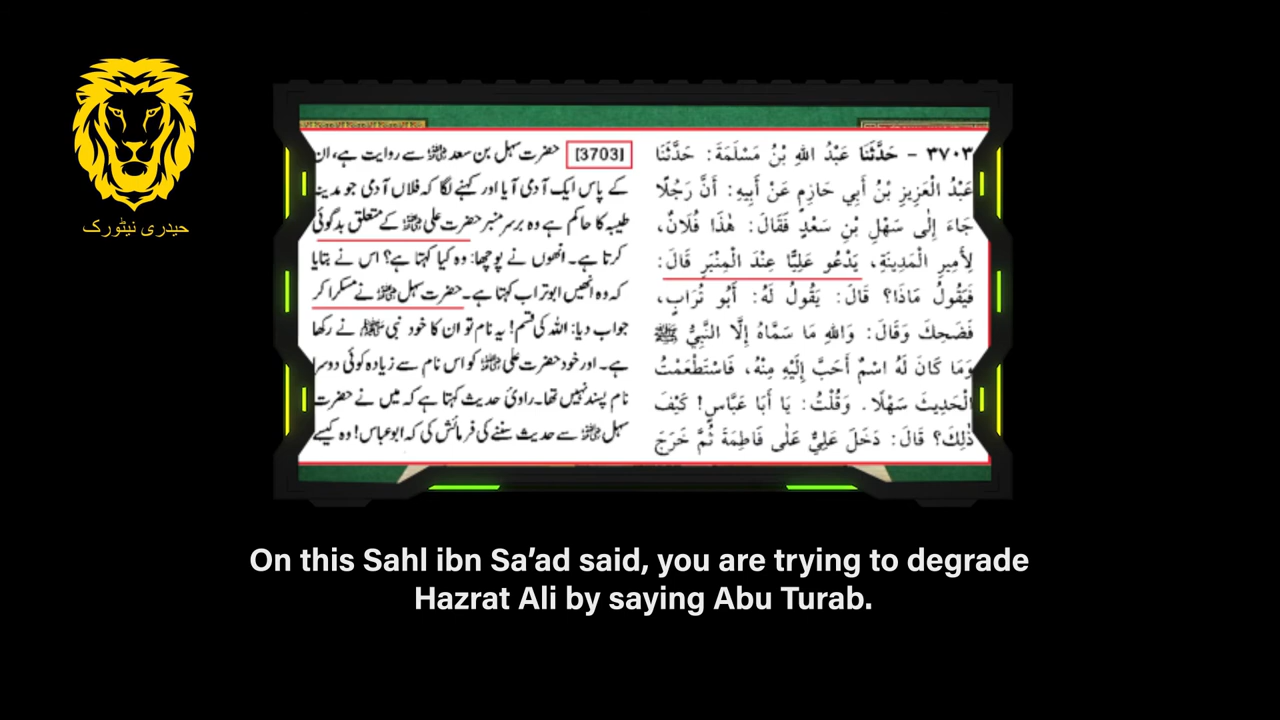 حیدری نیٹورک
٣٧٠٣ - حَدَّثَنَا عَبْدُ اللهِ بْنُ مَسْلَمَةَ: حَدَّثَنَا
عَبْدُ الْعَزِيزِ بْنُ أَبِي حَازِمٍ عَنْ أَبِيهِ: أَنَّ رَجُلًا
جَاءَ إِلَى سَهْلِ بْنِ سَعْدٍ فَقَالَ: هٰذَا فُلَانٌ،
لِأَمِيرِ الْمَدِينَةِ، يَدْعُو عَلِيًّا عِنْدَ الْمِنْبَرِ قَالَ:
فَيَقُولُ مَاذَا؟ قَالَ: يَقُولُ لَهُ: أَبُو تُرَابٍ،
فَضَحِكَ وَقَالَ: وَاللهِ مَا سَمَّاهُ إِلَّا النَّبِيُّ ﷺ
وَمَا كَانَ لَهُ اسْمٌ أَحَبَّ إِلَيْهِ مِنْهُ، فَاسْتَطْعَمْتُ
الْحَدِيثَ سَهْلًا. وَقُلْتُ: يَا أَبَا عَبَّاسٍ! كَيْفَ
ذٰلِكَ؟ قَالَ: دَخَلَ عَلِيٌّ عَلَى فَاطِمَةَ ثُمَّ خَرَجَ
[3703] حضرت سہل بن سعد ؓ سے روایت ہے، ان
کے پاس ایک آدمی آیا اور کہنے لگا کہ فلاں آدمی جو مدینہ
طیبہ کا حاکم ہے وہ برسر منبر حضرت علی ؓ کے متعلق بدگوئی
کرتا ہے۔ انھوں نے پوچھا: وہ کیا کہتا ہے؟ اس نے بتایا
کہ وہ انھیں ابوتراب کہتا ہے۔ حضرت سہل ؓ نے مسکرا کر
جواب دیا: اللہ کی قسم! یہ نام تو ان کا خود نبی ﷺ نے رکھا
ہے۔ اور خود حضرت علی ؓ کو اس نام سے زیادہ کوئی دوسرا
نام پسند نہیں تھا۔ راوئ حدیث کہتا ہے کہ میں نے حضرت
سہل ؓ سے حدیث سننے کی فرمائش کی کہ ابوعباس! وہ کیسے
On this Sahl ibn Sa’ad said, you are trying to degrade
Hazrat Ali by saying Abu Turab.